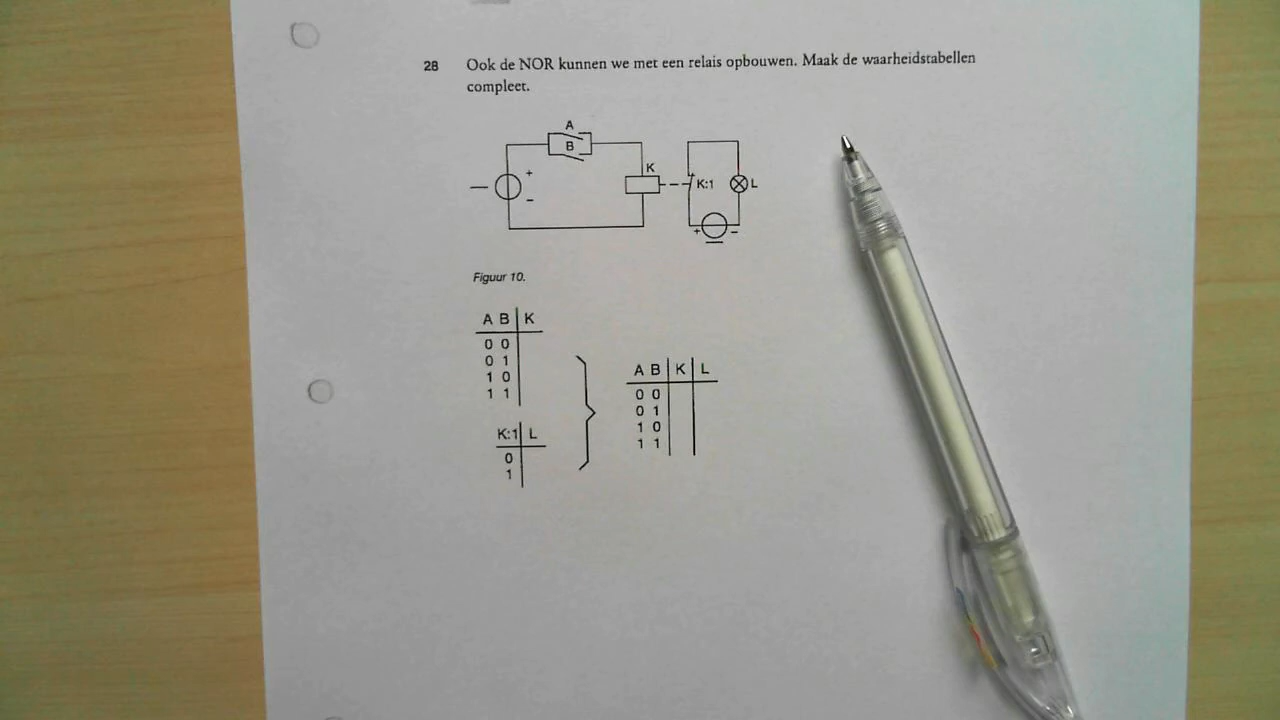 28 Ook de NOR kunnen we met een relais opbouwen. Maak de waarheidstabellen
compleet.
A
B
K
+
-
K:1
L
+
-
Figuur 10.
A B K
0 0
0 1
1 0
1 1
K:1 L
0
1
A B K L
0 0
0 1
1 0
1 1